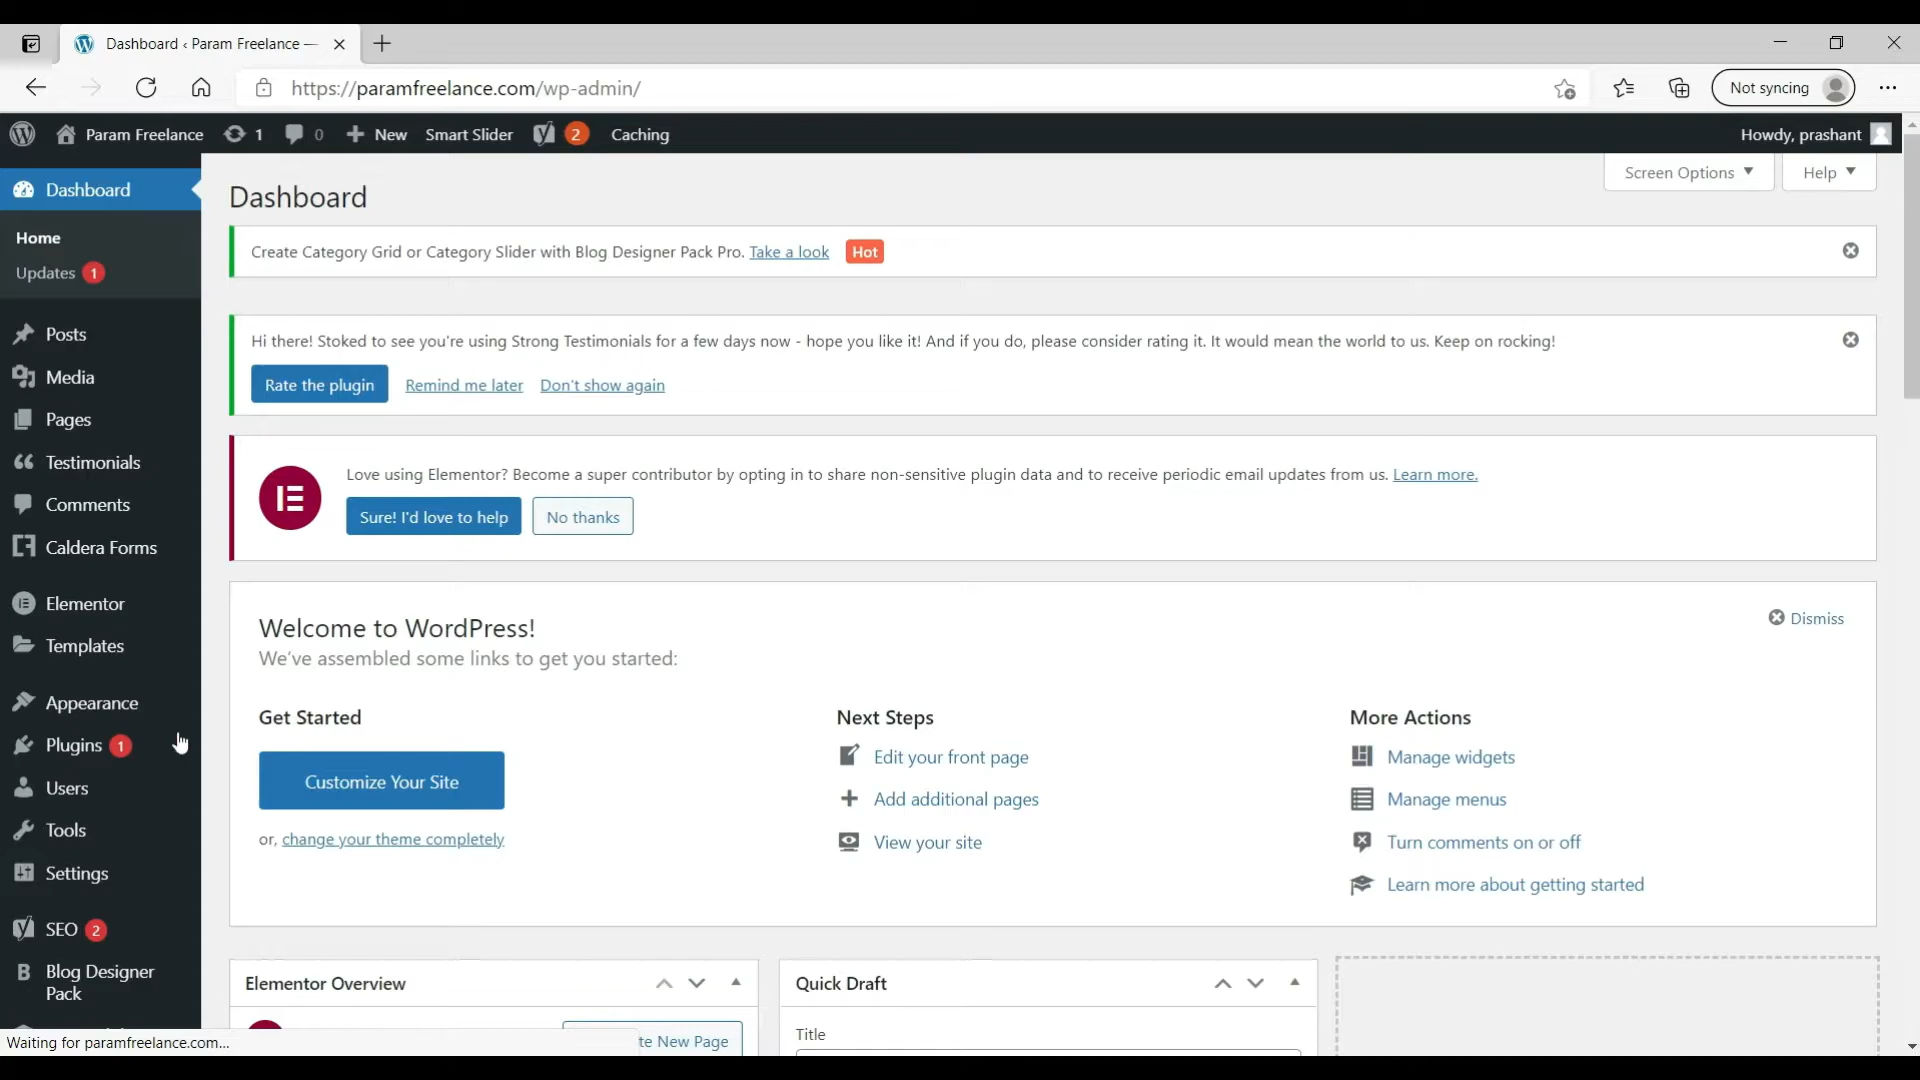 Dashboard ‹ Param Freelance —
https://paramfreelance.com/wp-admin/
Not syncing
Param Freelance 1 0 New Smart Slider 2 Caching
Howdy, prashant
Screen Options
Help
Dashboard
Home
Updates 1
Posts
Media
Pages
Testimonials
Comments
Caldera Forms
Elementor
Templates
Appearance
Plugins 1
Users
Tools
Settings
SEO 2
B Blog Designer
Pack
Dashboard
Create Category Grid or Category Slider with Blog Designer Pack Pro. Take a look Hot
Hi there! Stoked to see you're using Strong Testimonials for a few days now - hope you like it! And if you do, please consider rating it. It would mean the world to us. Keep on rocking!
Rate the plugin Remind me later Don't show again
Love using Elementor? Become a super contributor by opting in to share non-sensitive plugin data and to receive periodic email updates from us. Learn more.
Sure! I'd love to help No thanks
Welcome to WordPress!
Dismiss
We've assembled some links to get you started:
Get Started
Customize Your Site
or, change your theme completely
Next Steps
Edit your front page
Add additional pages
View your site
More Actions
Manage widgets
Manage menus
Turn comments on or off
Learn more about getting started
Elementor Overview
te New Page
Quick Draft
Title
Waiting for paramfreelance.com...